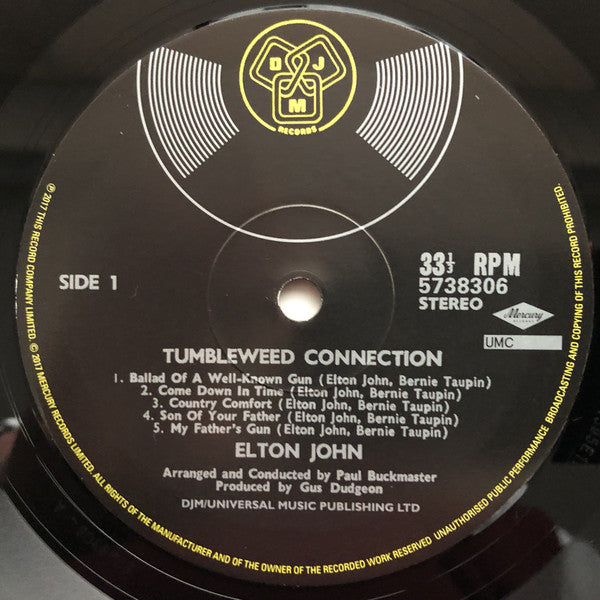 D J
M
RECORDS
SIDE 1
33⅓ RPM
5738306
STEREO
Mercury
RECORDS
UMC
TUMBLEWEED CONNECTION
1. Ballad Of A Well-Known Gun (Elton John, Bernie Taupin)
2. Come Down In Time (Elton John, Bernie Taupin)
3. Country Comfort (Elton John, Bernie Taupin)
4. Son Of Your Father (Elton John, Bernie Taupin)
5. My Father's Gun (Elton John, Bernie Taupin)
ELTON JOHN
Arranged and Conducted by Paul Buckmaster
Produced by Gus Dudgeon
DJM/UNIVERSAL MUSIC PUBLISHING LTD
℗ 2017 THIS RECORD COMPANY LIMITED. © 2017 MERCURY RECORDS LIMITED. ALL RIGHTS OF THE MANUFACTURER AND OF THE OWNER OF THE RECORDED WORK RESERVED UNAUTHORISED PUBLIC PERFORMANCE BROADCASTING AND COPYING OF THIS RECORD PROHIBITED.